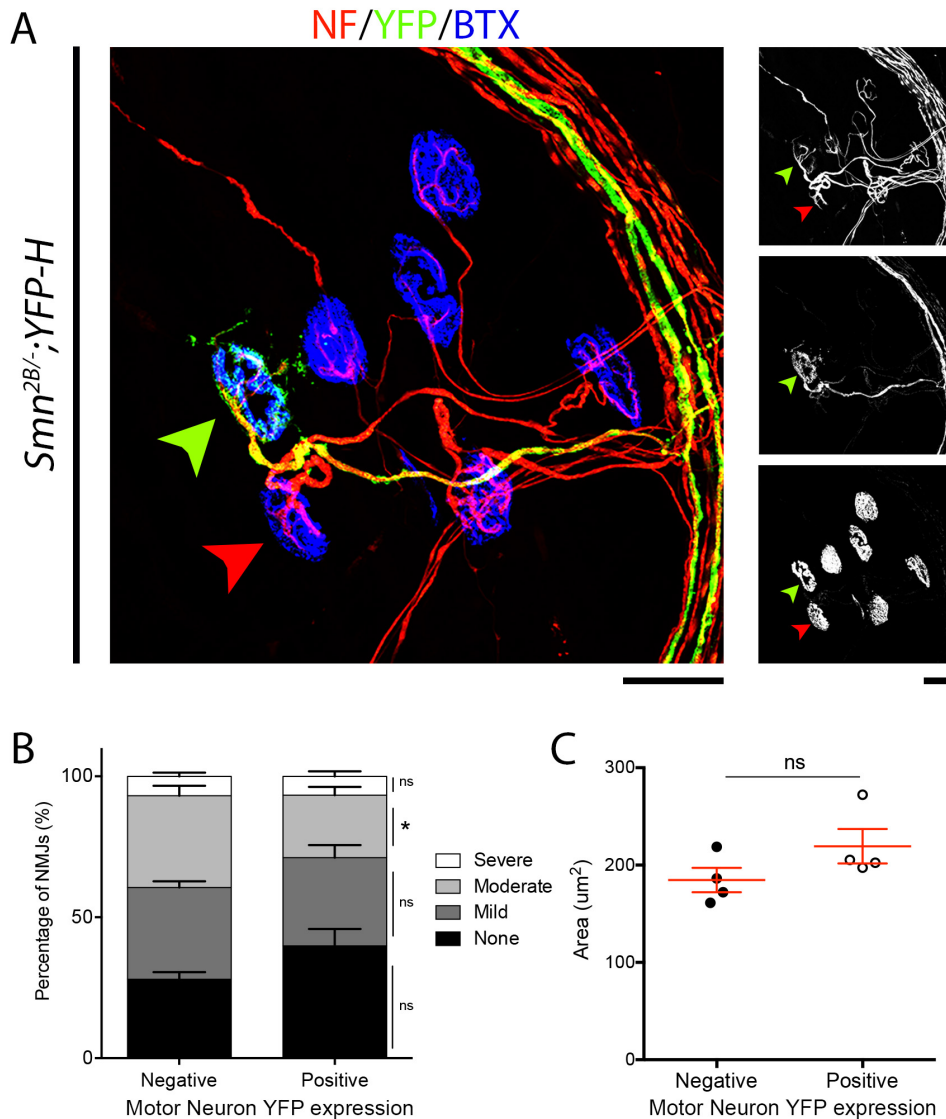 A
NF/YFP/BTX
Smn2B/-;YFP-H
B
100
50
0
Percentage of NMJs (%)
ns
*
ns
ns
Severe
Moderate
Mild
None
Negative
Positive
Motor Neuron YFP expression
C
300
200
100
0
Area (um2)
ns
Negative
Positive
Motor Neuron YFP expression